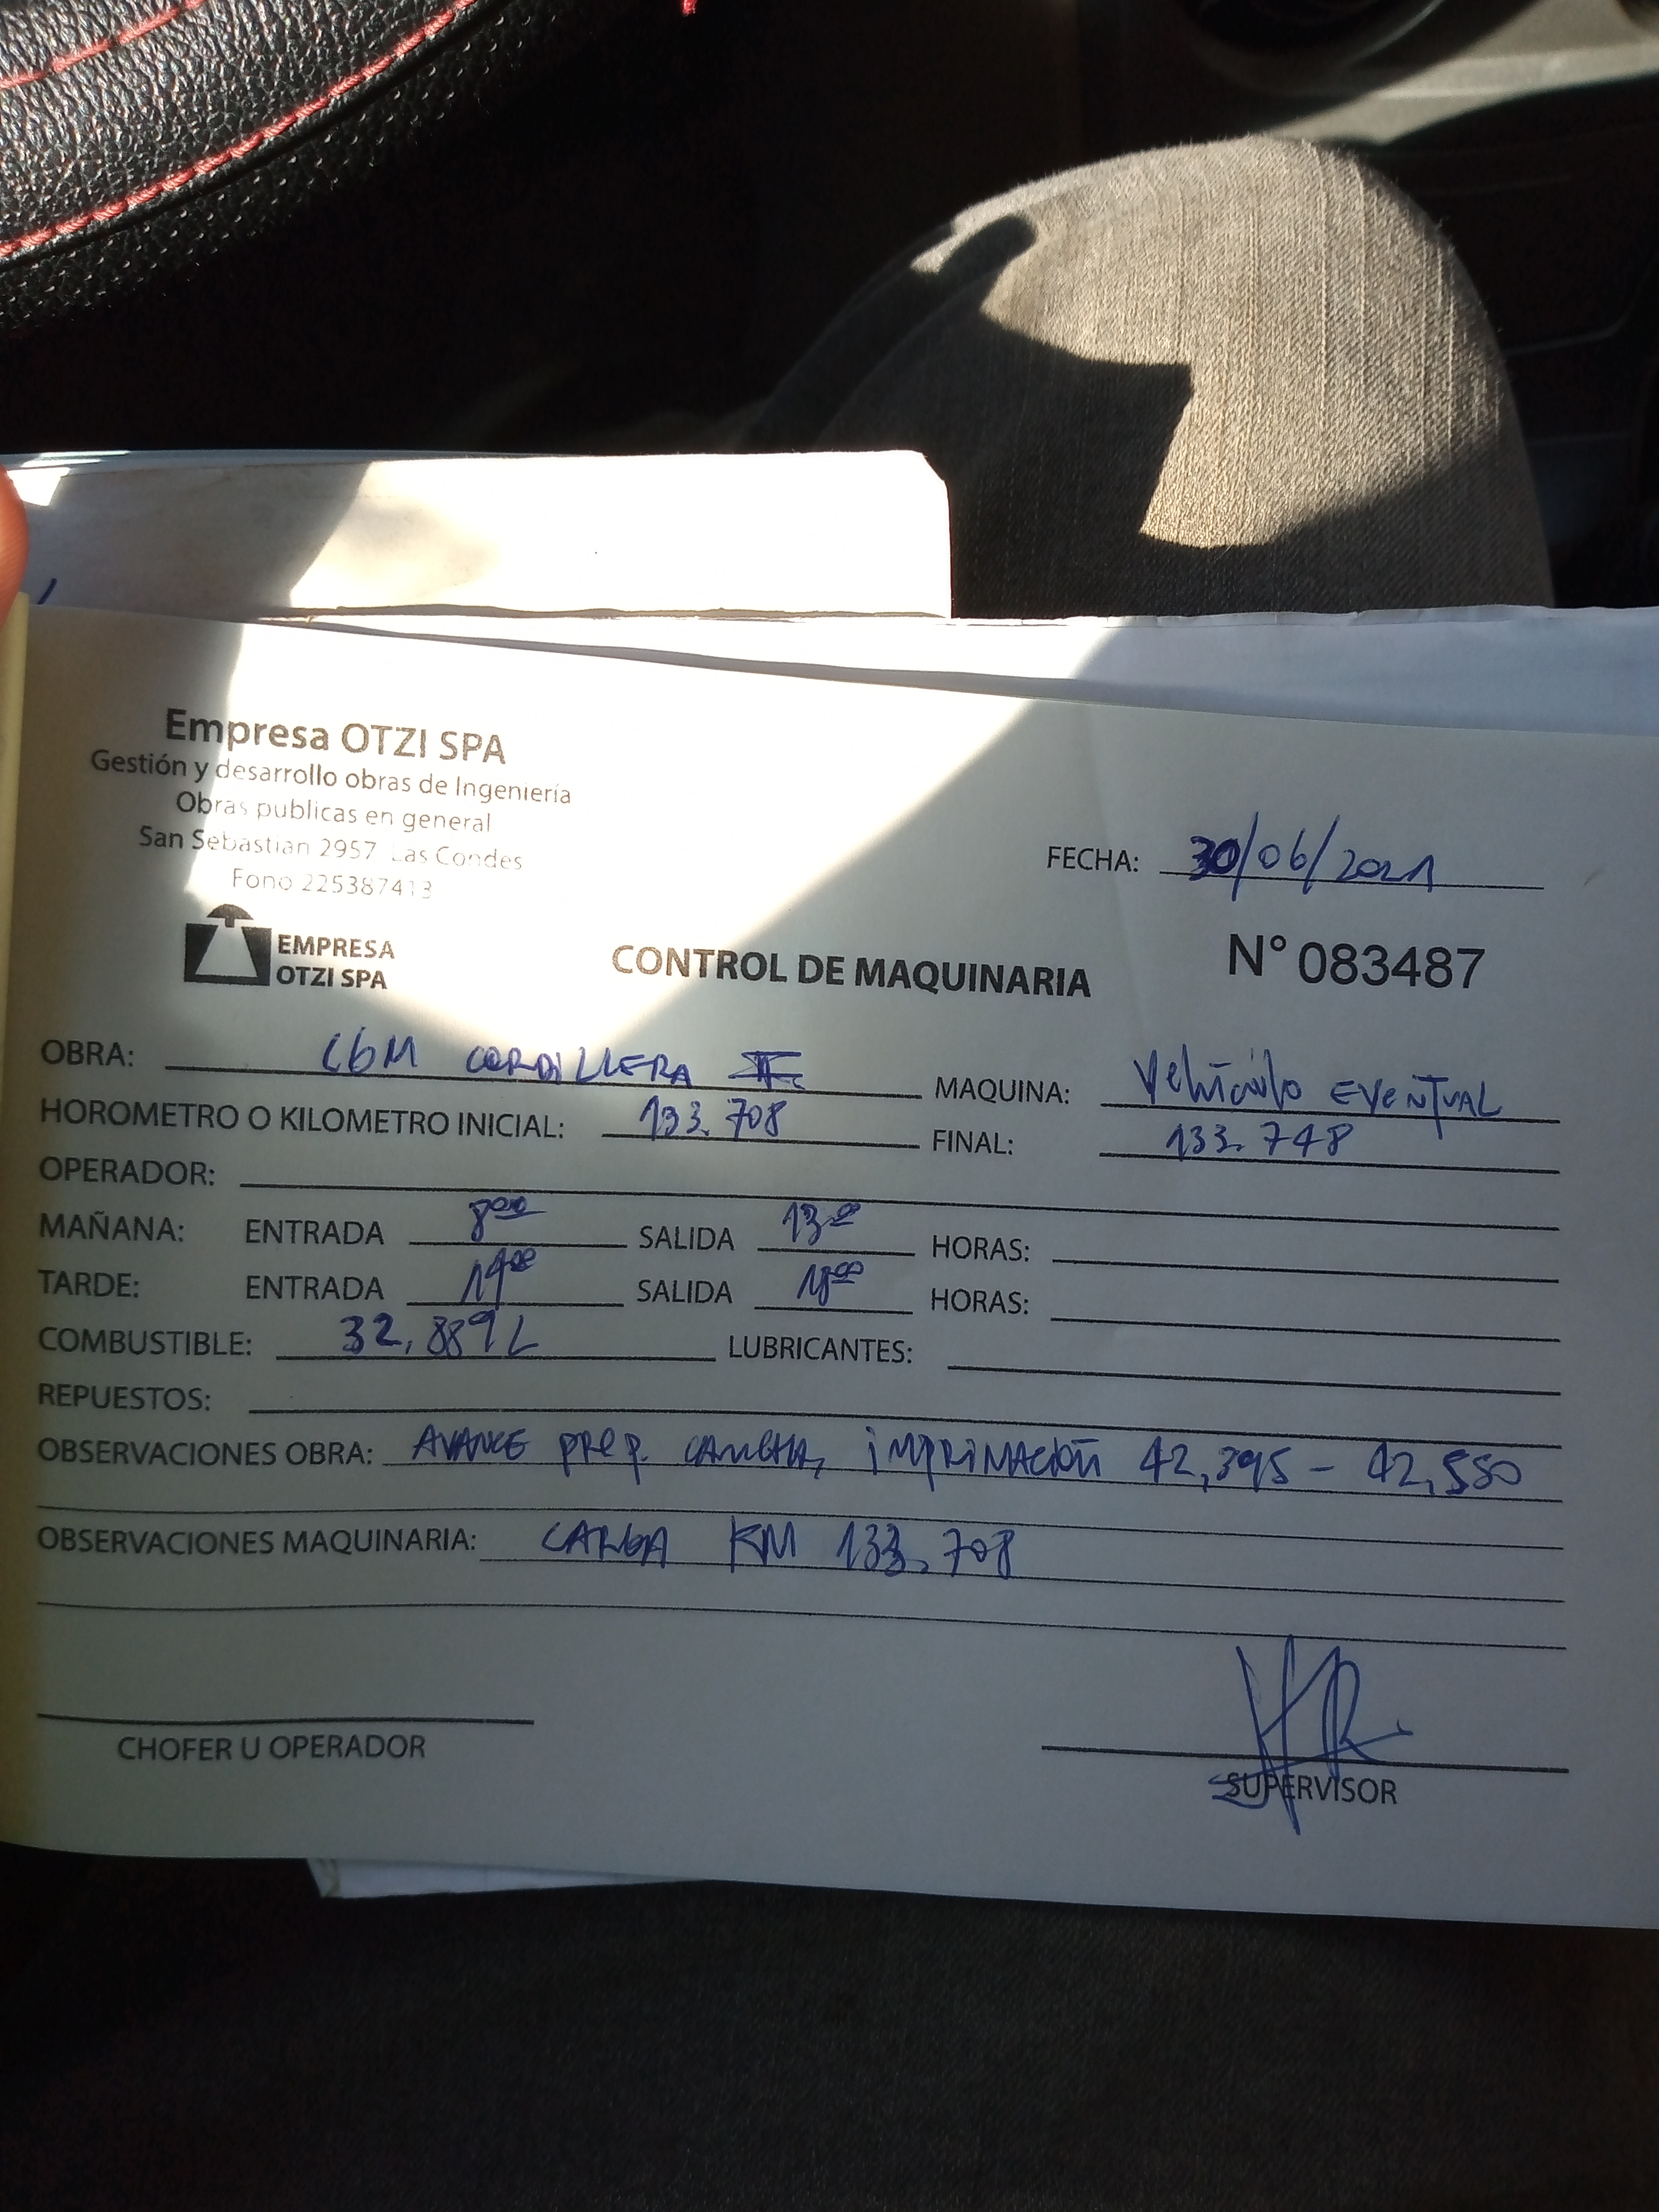 Empresa OTZI SPA
Gestión y desarrollo obras de Ingeniería
Obras publicas en general
San Sebastian 2957 Las Condes
Fono 225387413
FECHA: 30/06/2021
EMPRESA
OTZI SPA
CONTROL DE MAQUINARIA
N° 083487
OBRA: CGM CORDILLERA II MAQUINA: Vehículo EVENTUAL
HOROMETRO O KILOMETRO INICIAL: 133.708 FINAL: 133.748
OPERADOR:
MAÑANA: ENTRADA 8:00 SALIDA 13:00 HORAS:
TARDE: ENTRADA 14:00 SALIDA 18:00 HORAS:
COMBUSTIBLE: 32,889 L LUBRICANTES:
REPUESTOS:
OBSERVACIONES OBRA: AVANCE PREP. CANCHA, IMPRIMACIÓN 42,395 - 42,550
OBSERVACIONES MAQUINARIA: CARGA KM 133.708
CHOFER U OPERADOR
SUPERVISOR